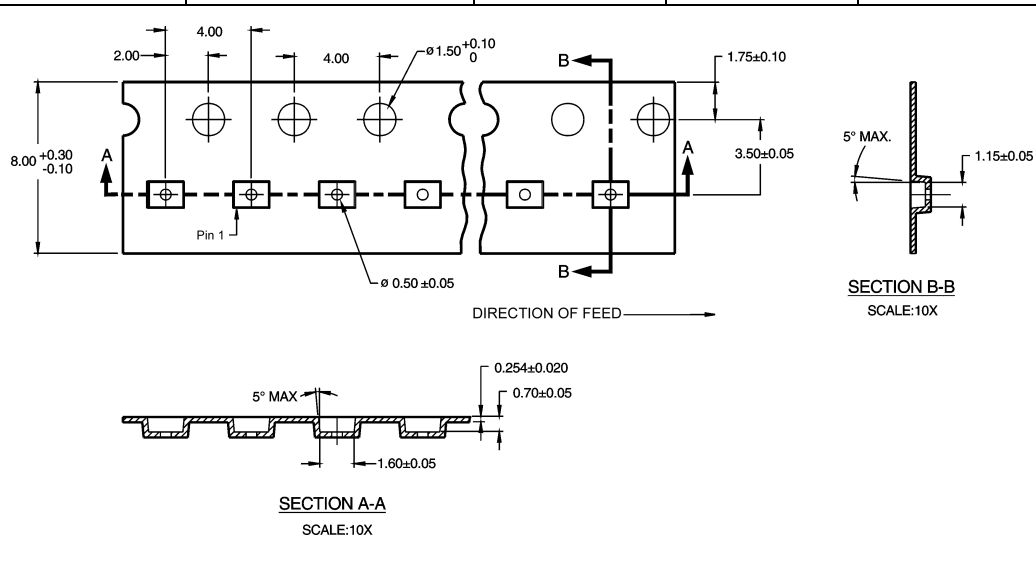 4.00
2.00
4.00
ø1.50 +0.10
0
B
1.75±0.10
8.00 +0.30
-0.10
A
A
3.50±0.05
5° MAX.
1.15±0.05
Pin 1
B
ø 0.50 ±0.05
SECTION B-B
SCALE:10X
DIRECTION OF FEED
0.254±0.020
5° MAX
0.70±0.05
1.60±0.05
SECTION A-A
SCALE:10X